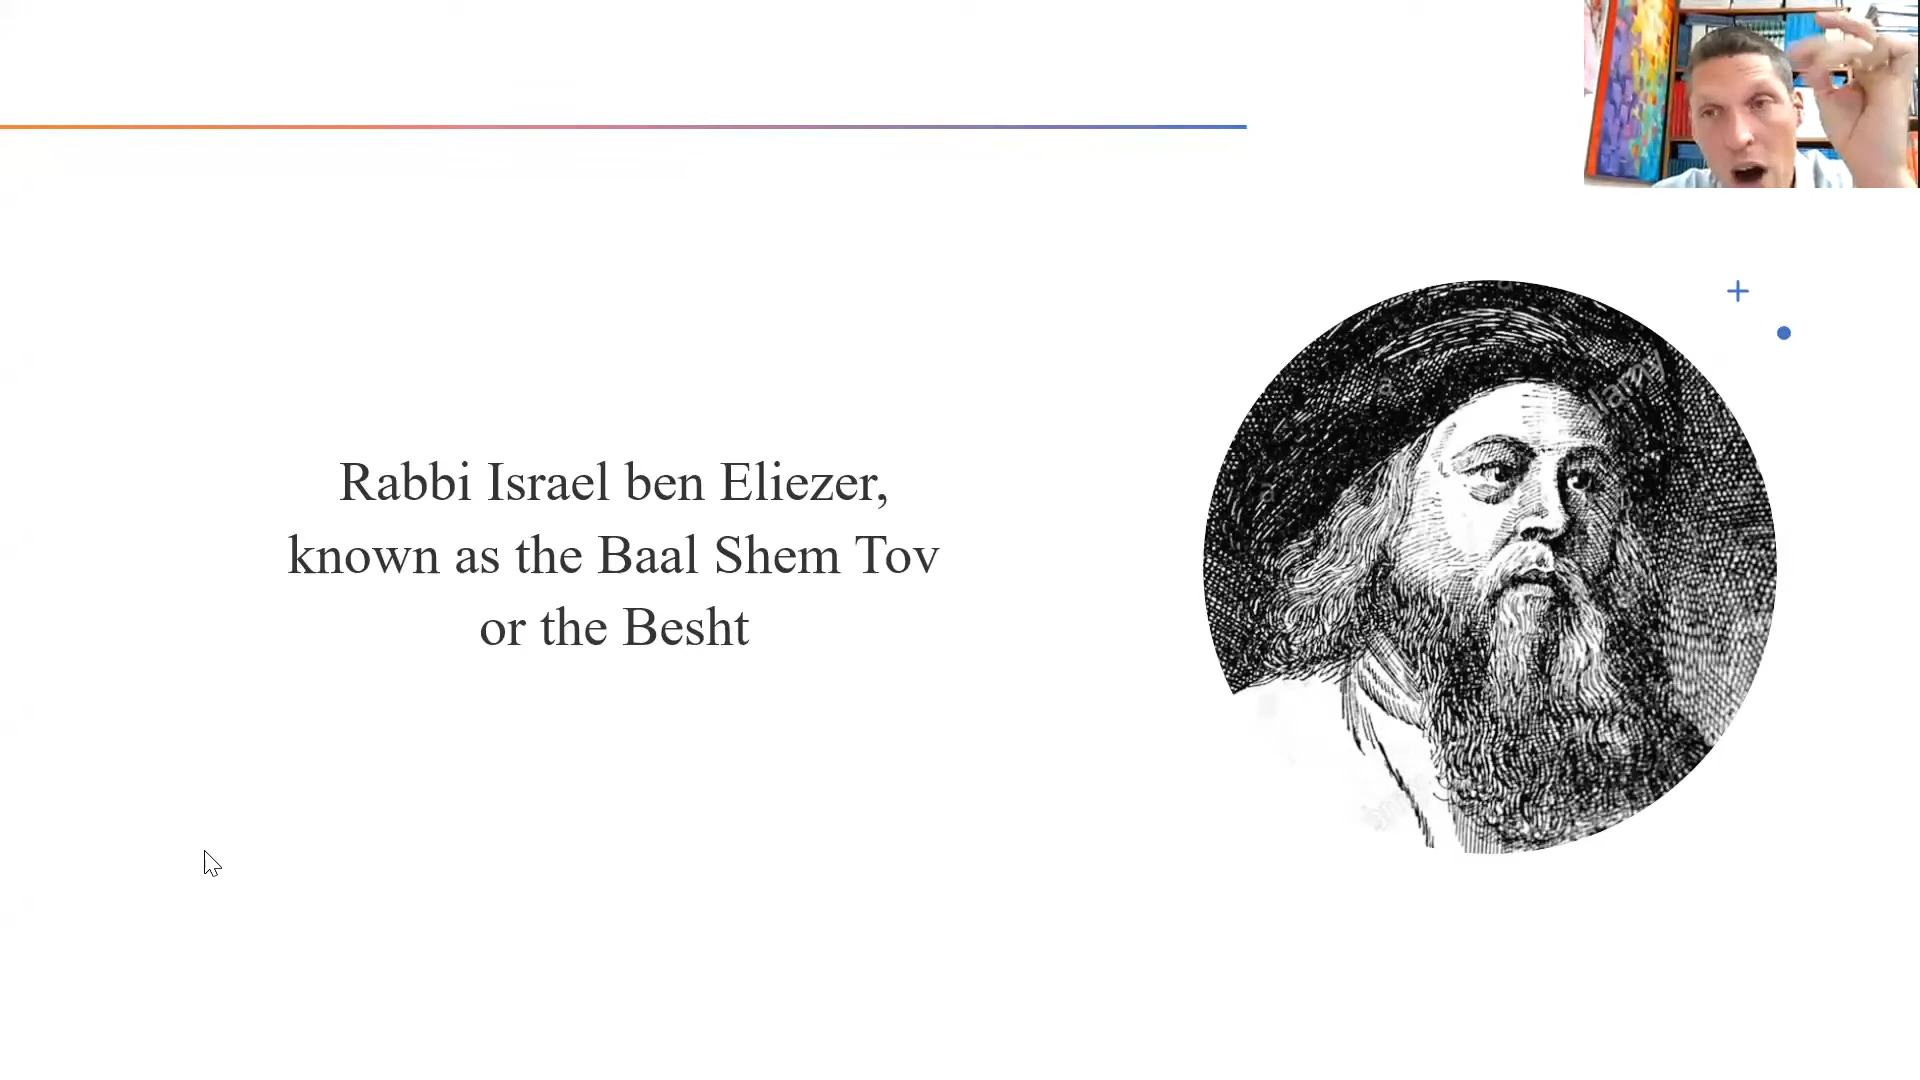 Rabbi Israel ben Eliezer,
known as the Baal Shem Tov
or the Besht